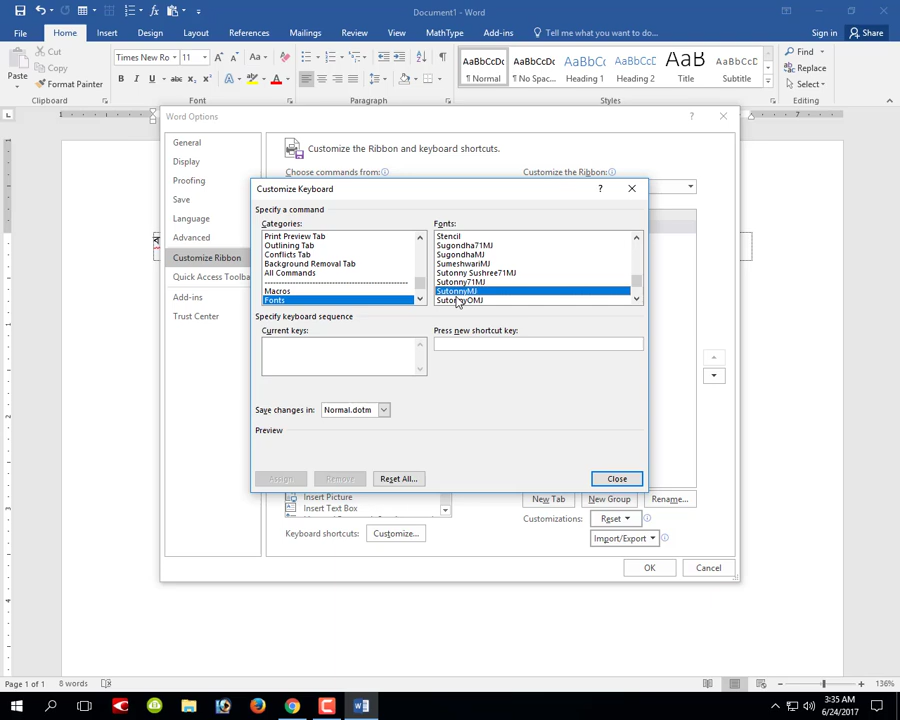 Document1 - Word
File Home Insert Design Layout References Mailings Review View MathType Add-ins Tell me what you want to do... Sign in Share
Paste
Cut
Copy
Format Painter
Times New Ro 11
AaBbCcDc AaBbCcDc AaBbCc AaBbCcE AaB AaBbCcD
¶ Normal ¶ No Spac... Heading 1 Heading 2 Title Subtitle
Find
Replace
Select
Clipboard Font Paragraph Styles Editing
Word Options
General
Display
Proofing
Save
Language
Advanced
Customize Ribbon
Quick Access Toolba
Add-ins
Trust Center
Customize the Ribbon and keyboard shortcuts.
Choose commands from:
Customize the Ribbon:
Customize Keyboard
Specify a command
Categories:
Print Preview Tab
Outlining Tab
Conflicts Tab
Background Removal Tab
All Commands
Macros
Fonts
Fonts:
Stencil
Sugondha71MJ
SugondhaMJ
SumeshwariMJ
Sutonny Sushree71MJ
Sutonny71MJ
SutonnyMJ
SutonnyOMJ
Specify keyboard sequence
Current keys:
Press new shortcut key:
Save changes in: Normal.dotm
Preview
Assign Remove Reset All... Close
Insert Picture
Insert Text Box
New Tab New Group Rename...
Customizations: Reset
Keyboard shortcuts: Customize...
Import/Export
OK Cancel
Page 1 of 1 8 words 136%
3:35 AM
6/24/2017